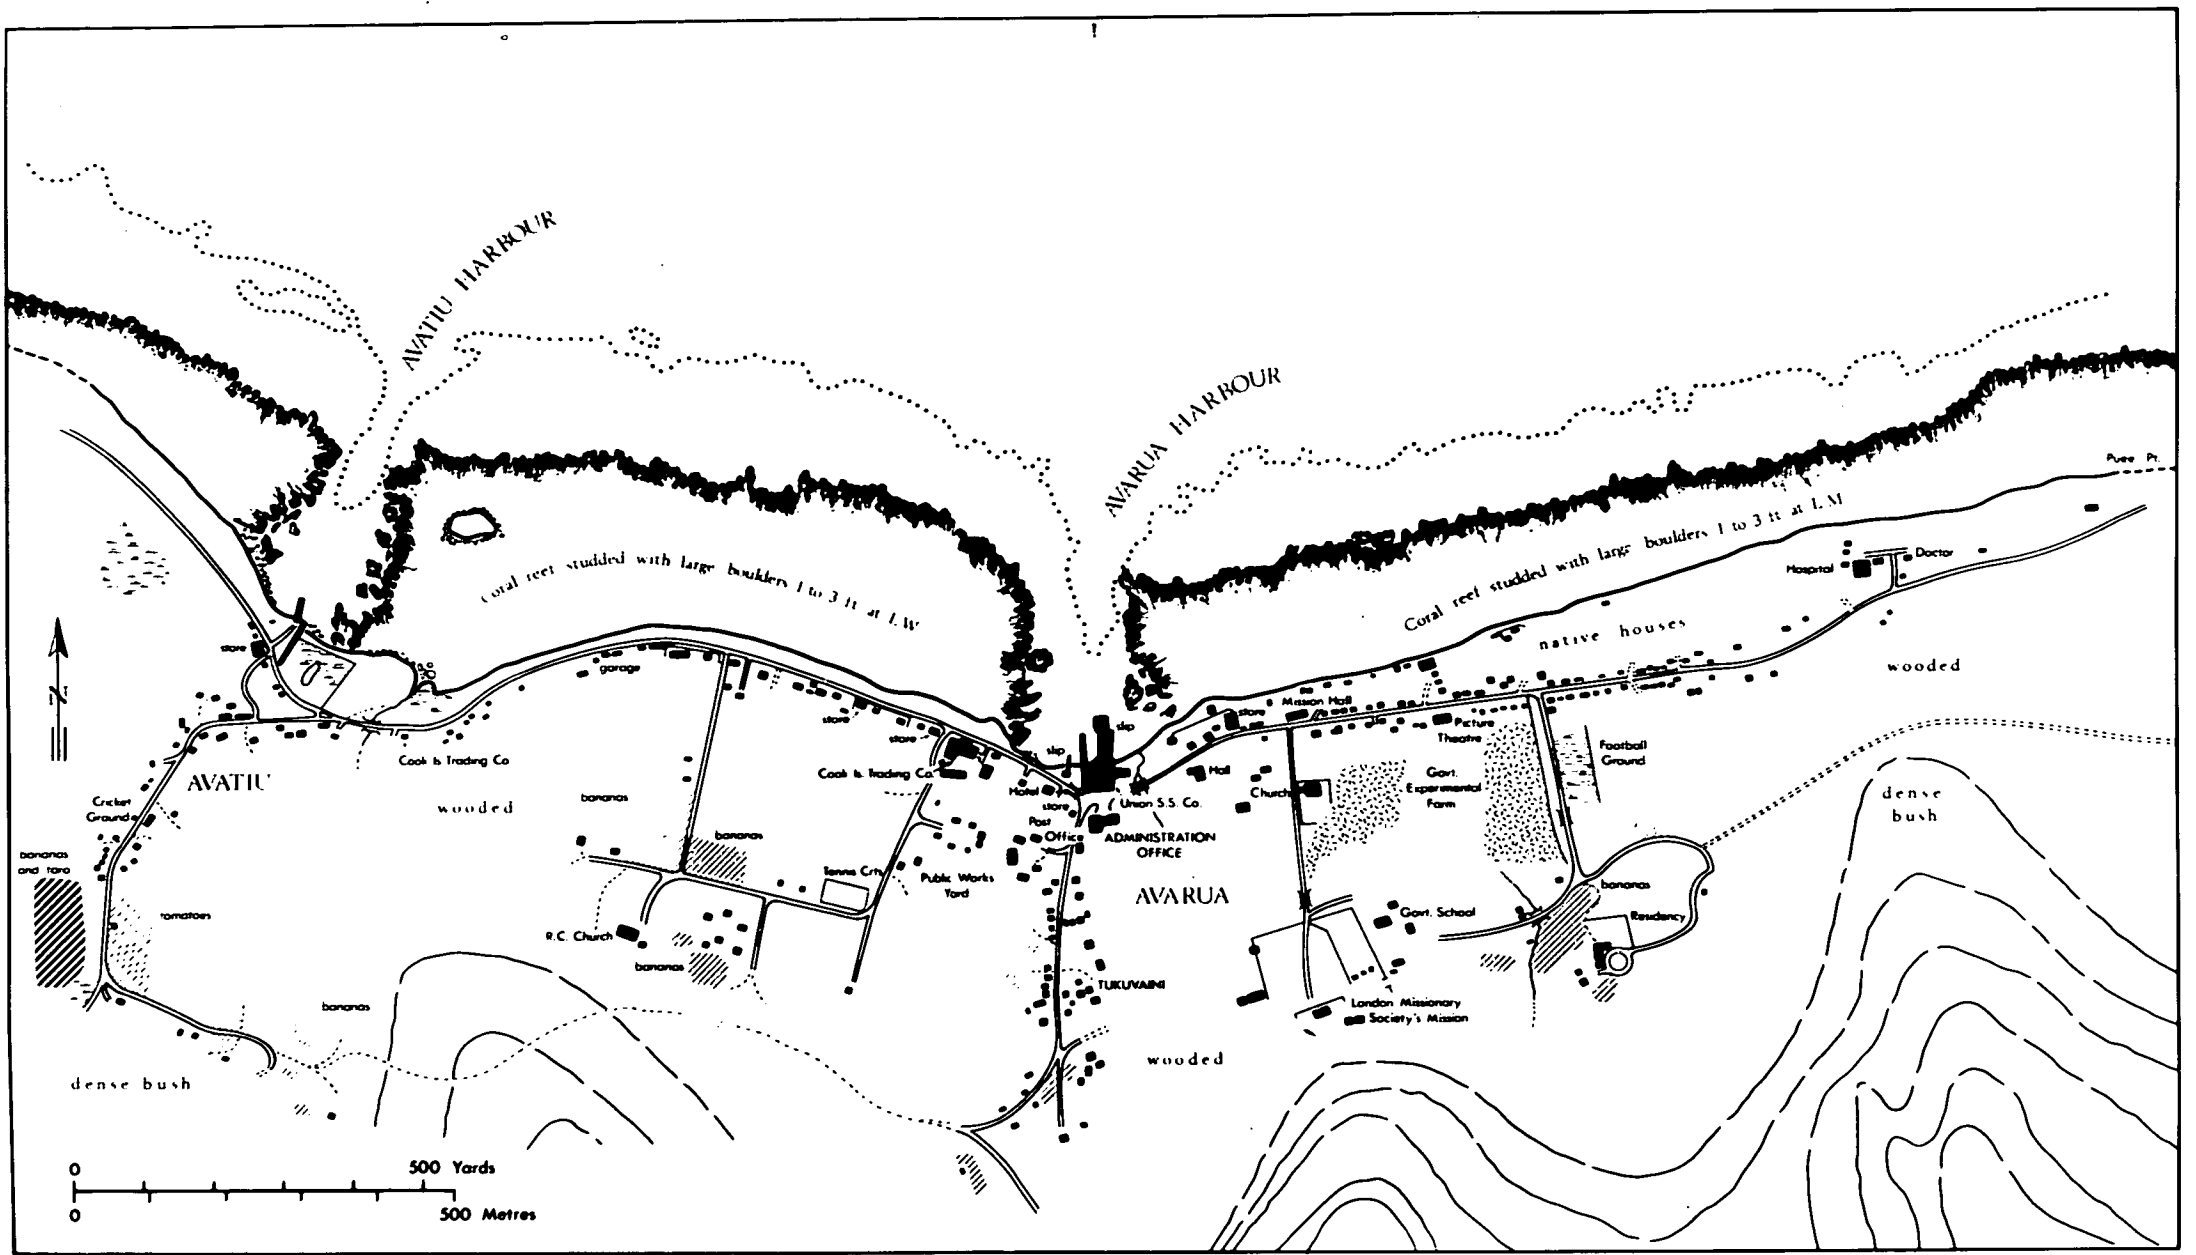 AVATIU HARBOUR
AVARUA HARBOUR
Puee Pt.
Coral reef studded with large boulders 1 to 3 ft at L W
Coral reef studded with large boulders 1 to 3 ft at L W
Doctor
Hospital
native houses
wooded
N
store
garage
store
store
Cook Is Trading Co
Cook Is Trading Co.
slip
slip
store
Mission Hall
Picture
Theatre
Football
Ground
Hall
Hotel
store
Union S.S. Co.
Post
Office
ADMINISTRATION
OFFICE
Church
Govt.
Experimental
Farm
AVATIU
Cricket
Ground
wooded
bananas
bananas
bananas
and taro
tomatoes
Tennis Crts
Public Works
Yard
AVARUA
dense
bush
bananas
Residency
Govt. School
R.C. Church
bananas
bananas
TUKUVAINE
London Missionary
Society's Mission
wooded
dense bush
0 500 Yards
0 500 Metres